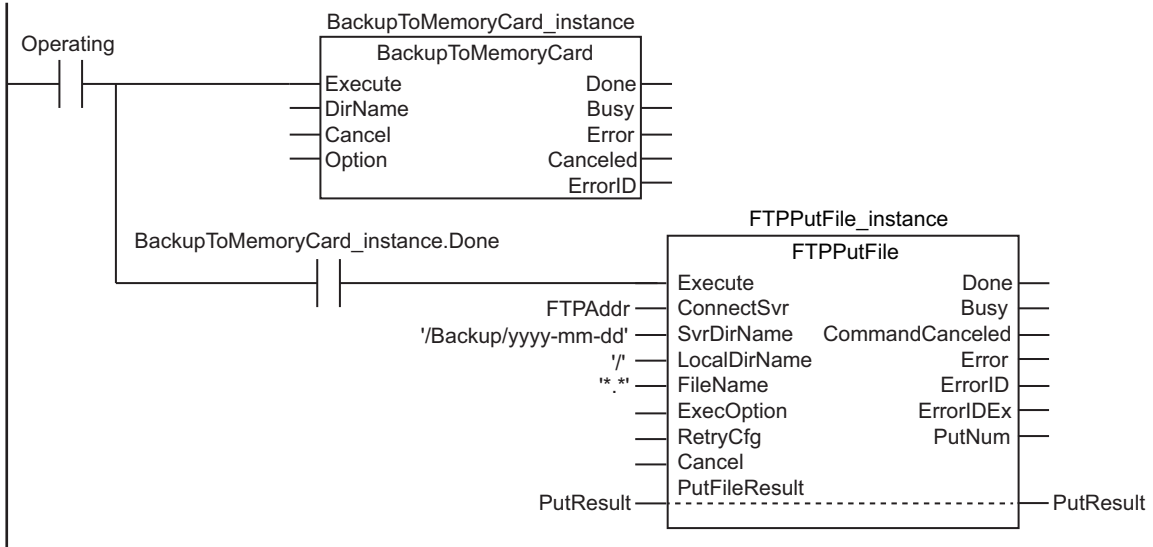 BackupToMemoryCard_instance
Operating
BackupToMemoryCard
Execute Done
DirName Busy
Cancel Error
Option Canceled
ErrorID
FTPPutFile_instance
BackupToMemoryCard_instance.Done
FTPPutFile
Execute Done
FTPAddr ConnectSvr Busy
'/Backup/yyyy-mm-dd' SvrDirName CommandCanceled
'/' LocalDirName Error
'*.*' FileName ErrorID
ExecOption ErrorIDEx
RetryCfg PutNum
Cancel
PutFileResult
PutResult PutResult